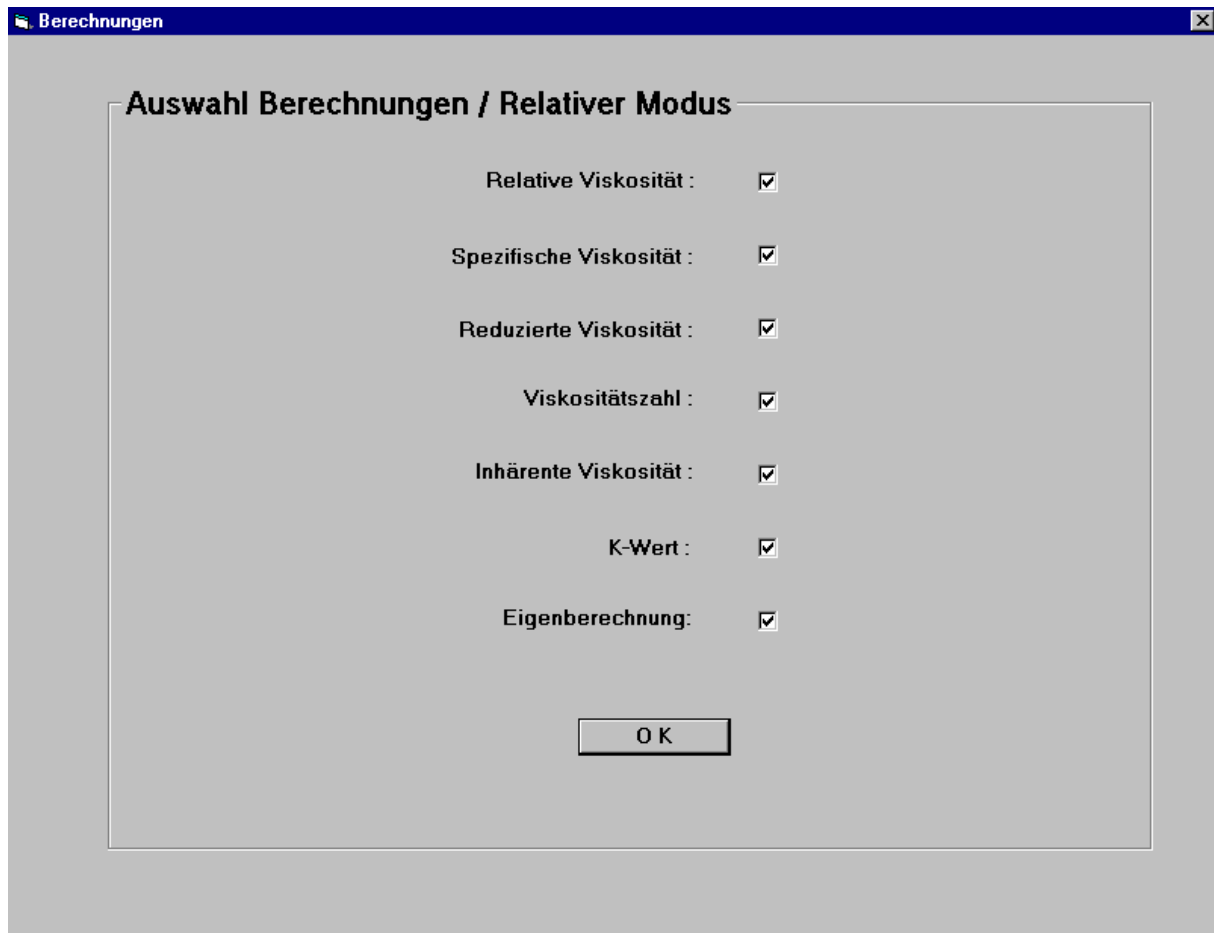 Berechnungen
Auswahl Berechnungen / Relativer Modus
Relative Viskosität :
Spezifische Viskosität :
Reduzierte Viskosität :
Viskositätszahl :
Inhärente Viskosität :
K-Wert :
Eigenberechnung:
O K